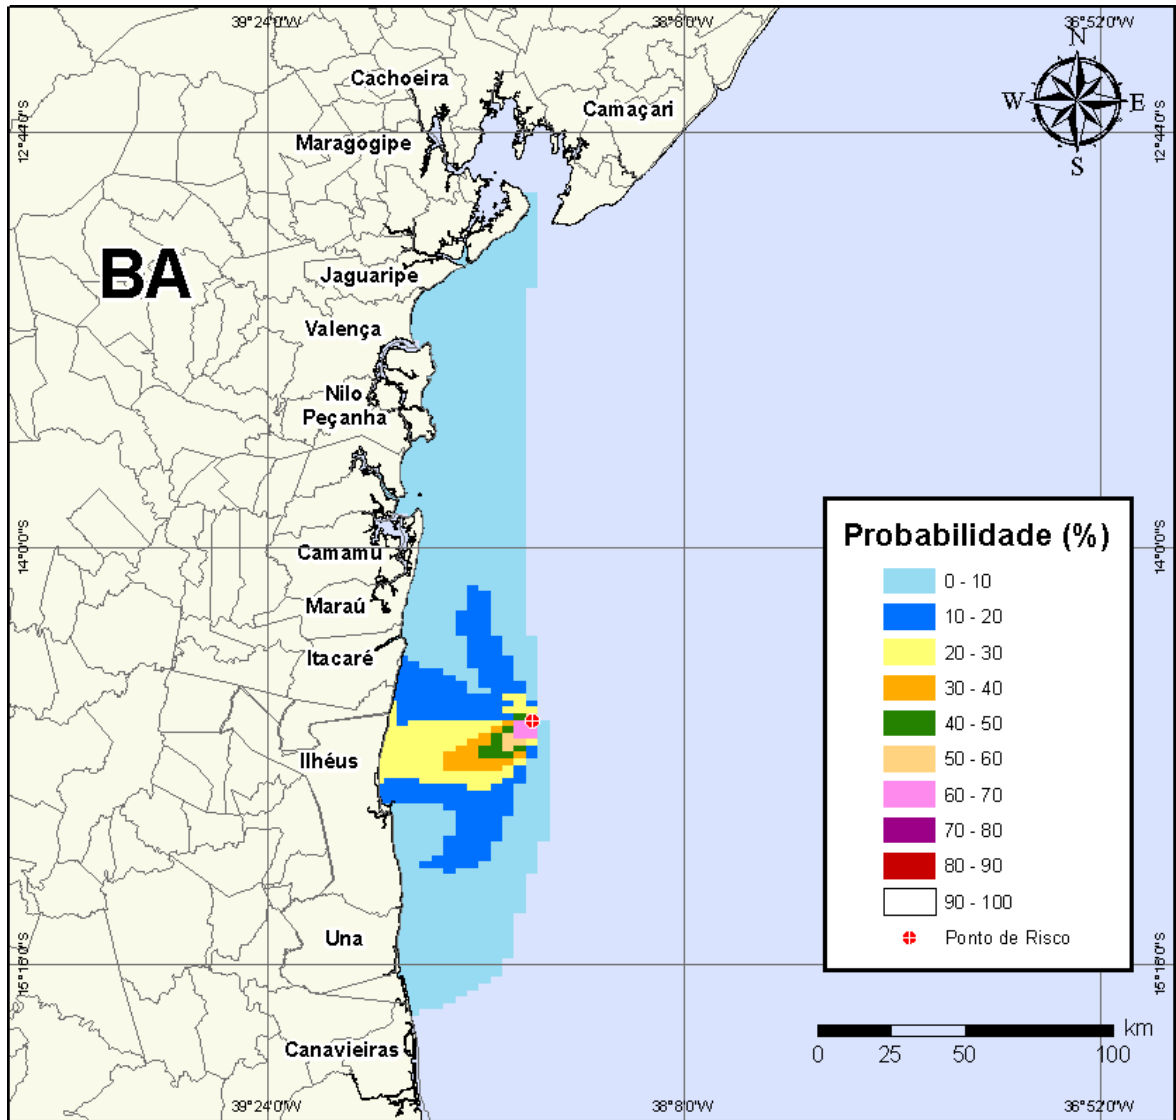 39°24'0"W
38°8'0"W
36°52'0"W
N
W
E
S
12°44'0"S
12°44'0"S
Cachoeira
Camaçari
Maragogipe
BA
Jaguaripe
Valença
Nilo
Peçanha
14°0'0"S
14°0'0"S
Camamu
Maraú
Itacaré
Ilhéus
Una
15°16'0"S
15°16'0"S
Canavieiras
Probabilidade (%)
0 - 10
10 - 20
20 - 30
30 - 40
40 - 50
50 - 60
60 - 70
70 - 80
80 - 90
90 - 100
Ponto de Risco
km
0 25 50 100
39°24'0"W
38°8'0"W
36°52'0"W